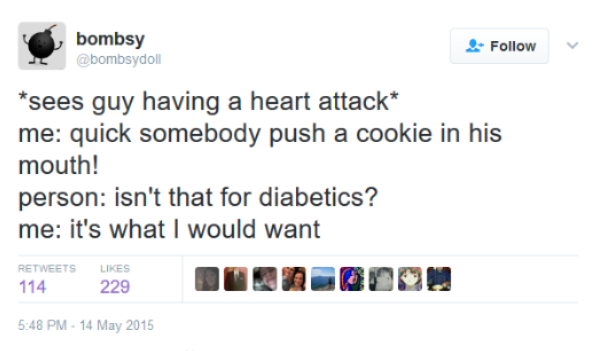 bombsy
@bombsydoll
Follow
*sees guy having a heart attack*
me: quick somebody push a cookie in his
mouth!
person: isn't that for diabetics?
me: it's what I would want
RETWEETS LIKES
114 229
5:48 PM - 14 May 2015